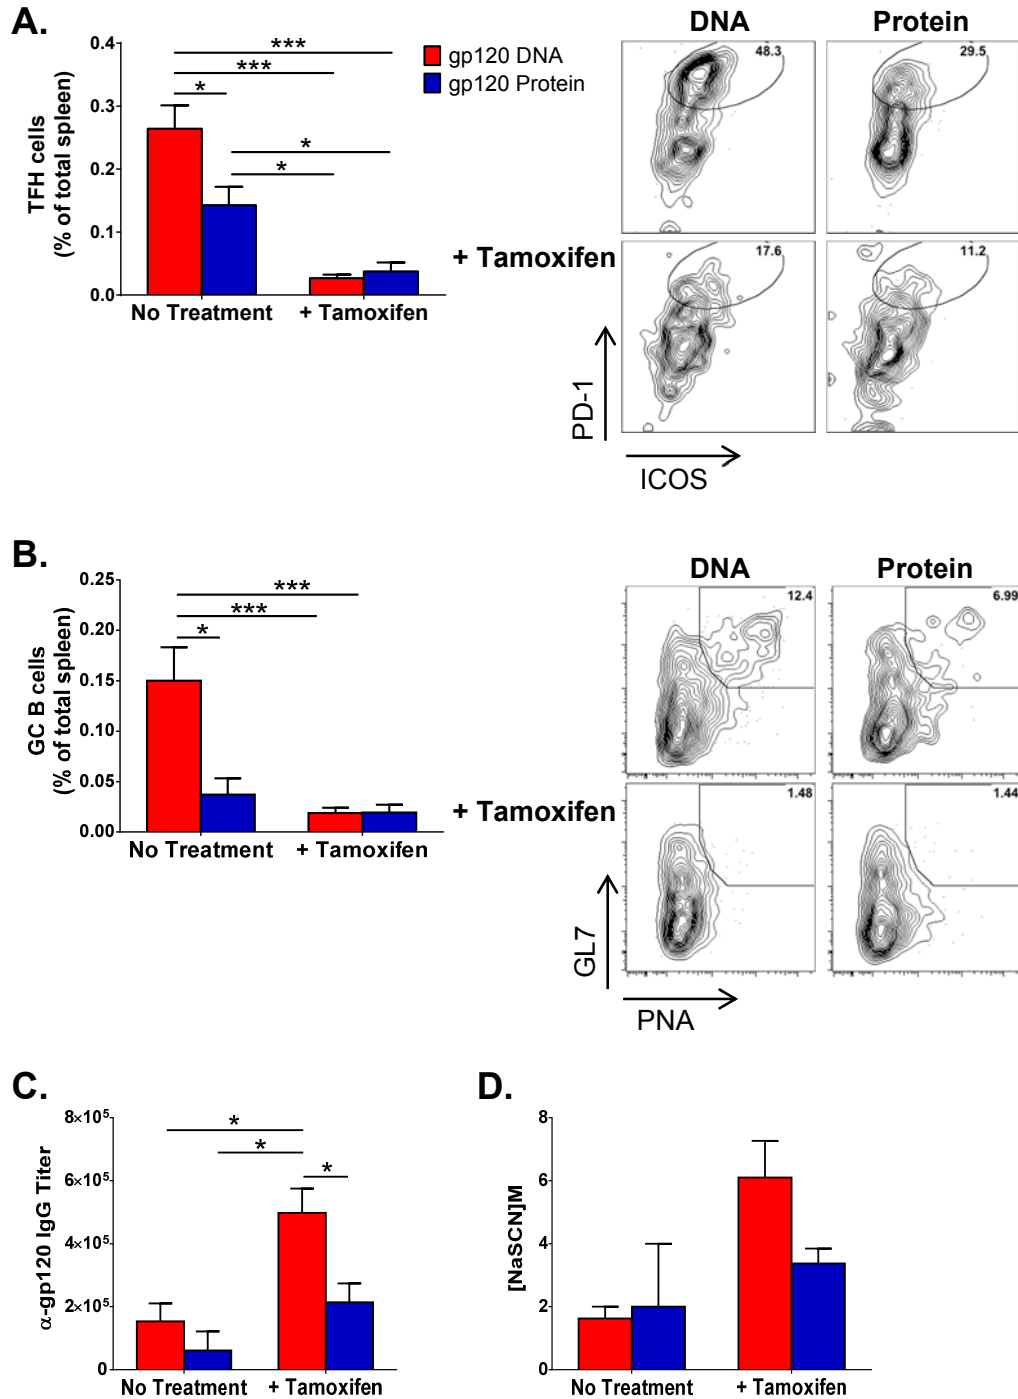 A.
TFH cells
(% of total spleen)
0.4
0.3
0.2
0.1
0.0
***
***
*
*
*
No Treatment
+ Tamoxifen
gp120 DNA
gp120 Protein
DNA
Protein
48.3
29.5
+ Tamoxifen
17.6
11.2
PD-1
ICOS
B.
GC B cells
(% of total spleen)
0.25
0.20
0.15
0.10
0.05
0.00
***
***
*
No Treatment
+ Tamoxifen
DNA
Protein
12.4
6.99
+ Tamoxifen
1.48
1.44
GL7
PNA
C.
α-gp120 IgG Titer
8×10⁵
6×10⁵
4×10⁵
2×10⁵
0
*
*
*
No Treatment
+ Tamoxifen
D.
[NaSCN]M
8
6
4
2
0
No Treatment
+ Tamoxifen